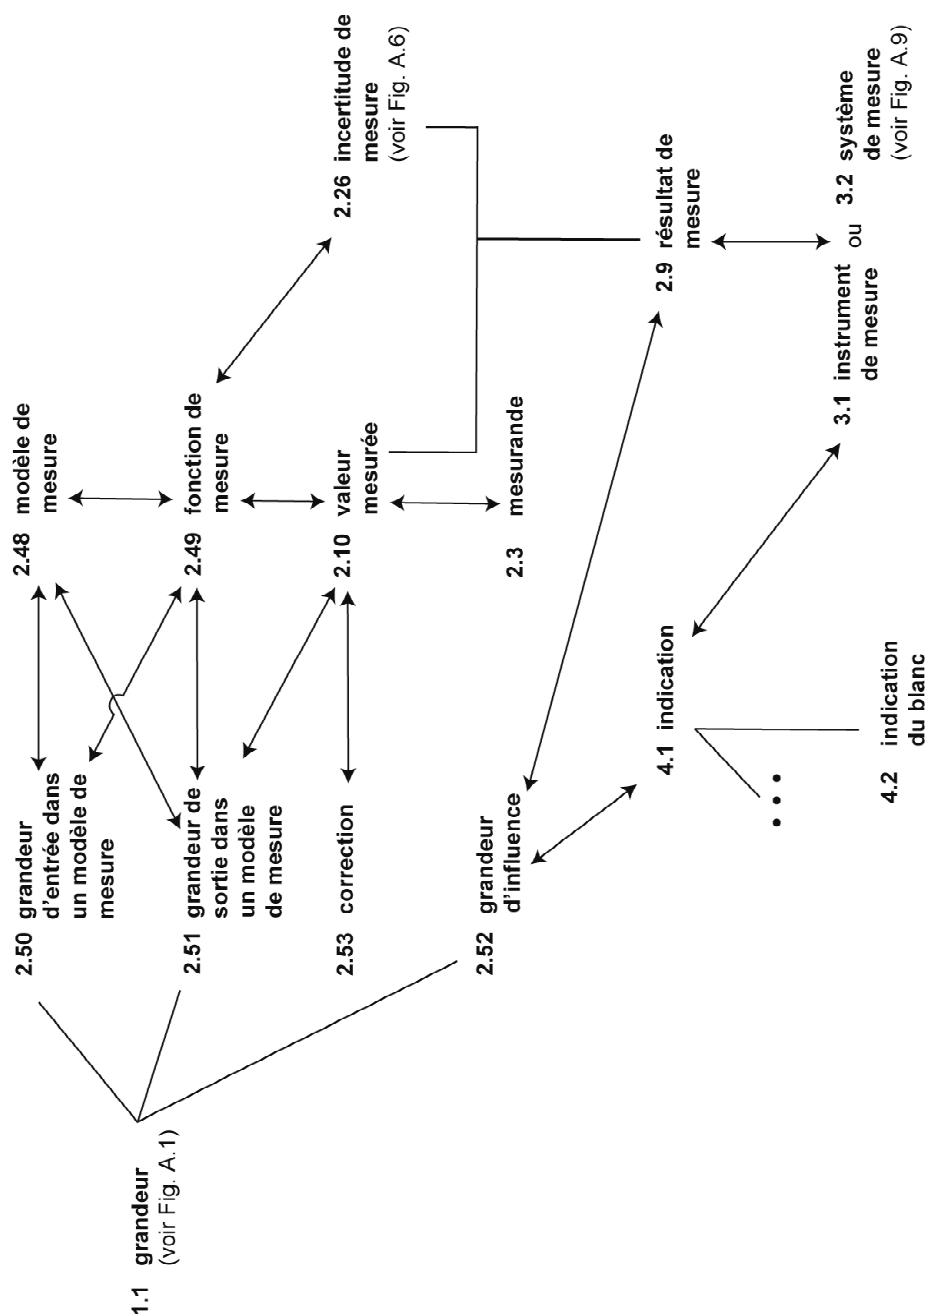 1.1 grandeur
(voir Fig. A.1)
2.50 grandeur
d'entrée dans
un modèle de
mesure
2.51 grandeur de
sortie dans
un modèle
de mesure
2.53 correction
2.52 grandeur
d'influence
2.48 modèle de
mesure
2.49 fonction de
mesure
2.10 valeur
mesurée
2.3 mesurande
4.1 indication
• • •
4.2 indication
du blanc
2.26 incertitude de
mesure
(voir Fig. A.6)
2.9 résultat de
mesure
3.1 instrument ou 3.2 système
de mesure de mesure
(voir Fig. A.9)